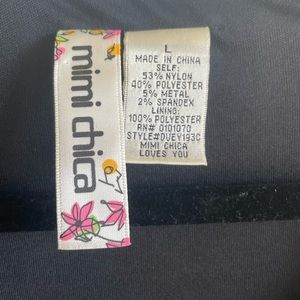 mimi chica
L
MADE IN CHINA
SELF:
53% NYLON
40% POLYESTER
5% METAL
2% SPANDEX
LINING:
100% POLYESTER
RN# 0101070
STYLE#DVEY193C
MIMI CHICA
LOVES YOU